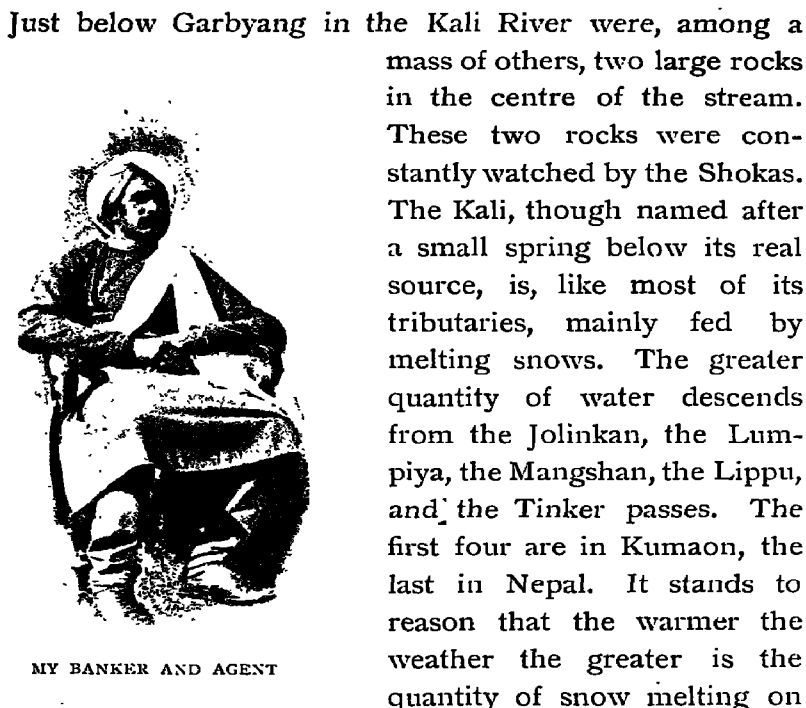 Just below Garbyang in the Kali River were, among a
mass of others, two large rocks
in the centre of the stream.
These two rocks were con-
stantly watched by the Shokas.
The Kali, though named after
a small spring below its real
source, is, like most of its
tributaries, mainly fed by
melting snows. The greater
quantity of water descends
from the Jolinkan, the Lum-
piya, the Mangshan, the Lippu,
and the Tinker passes. The
first four are in Kumaon, the
last in Nepal. It stands to
reason that the warmer the
weather the greater is the
quantity of snow melting on
MY BANKER AND AGENT